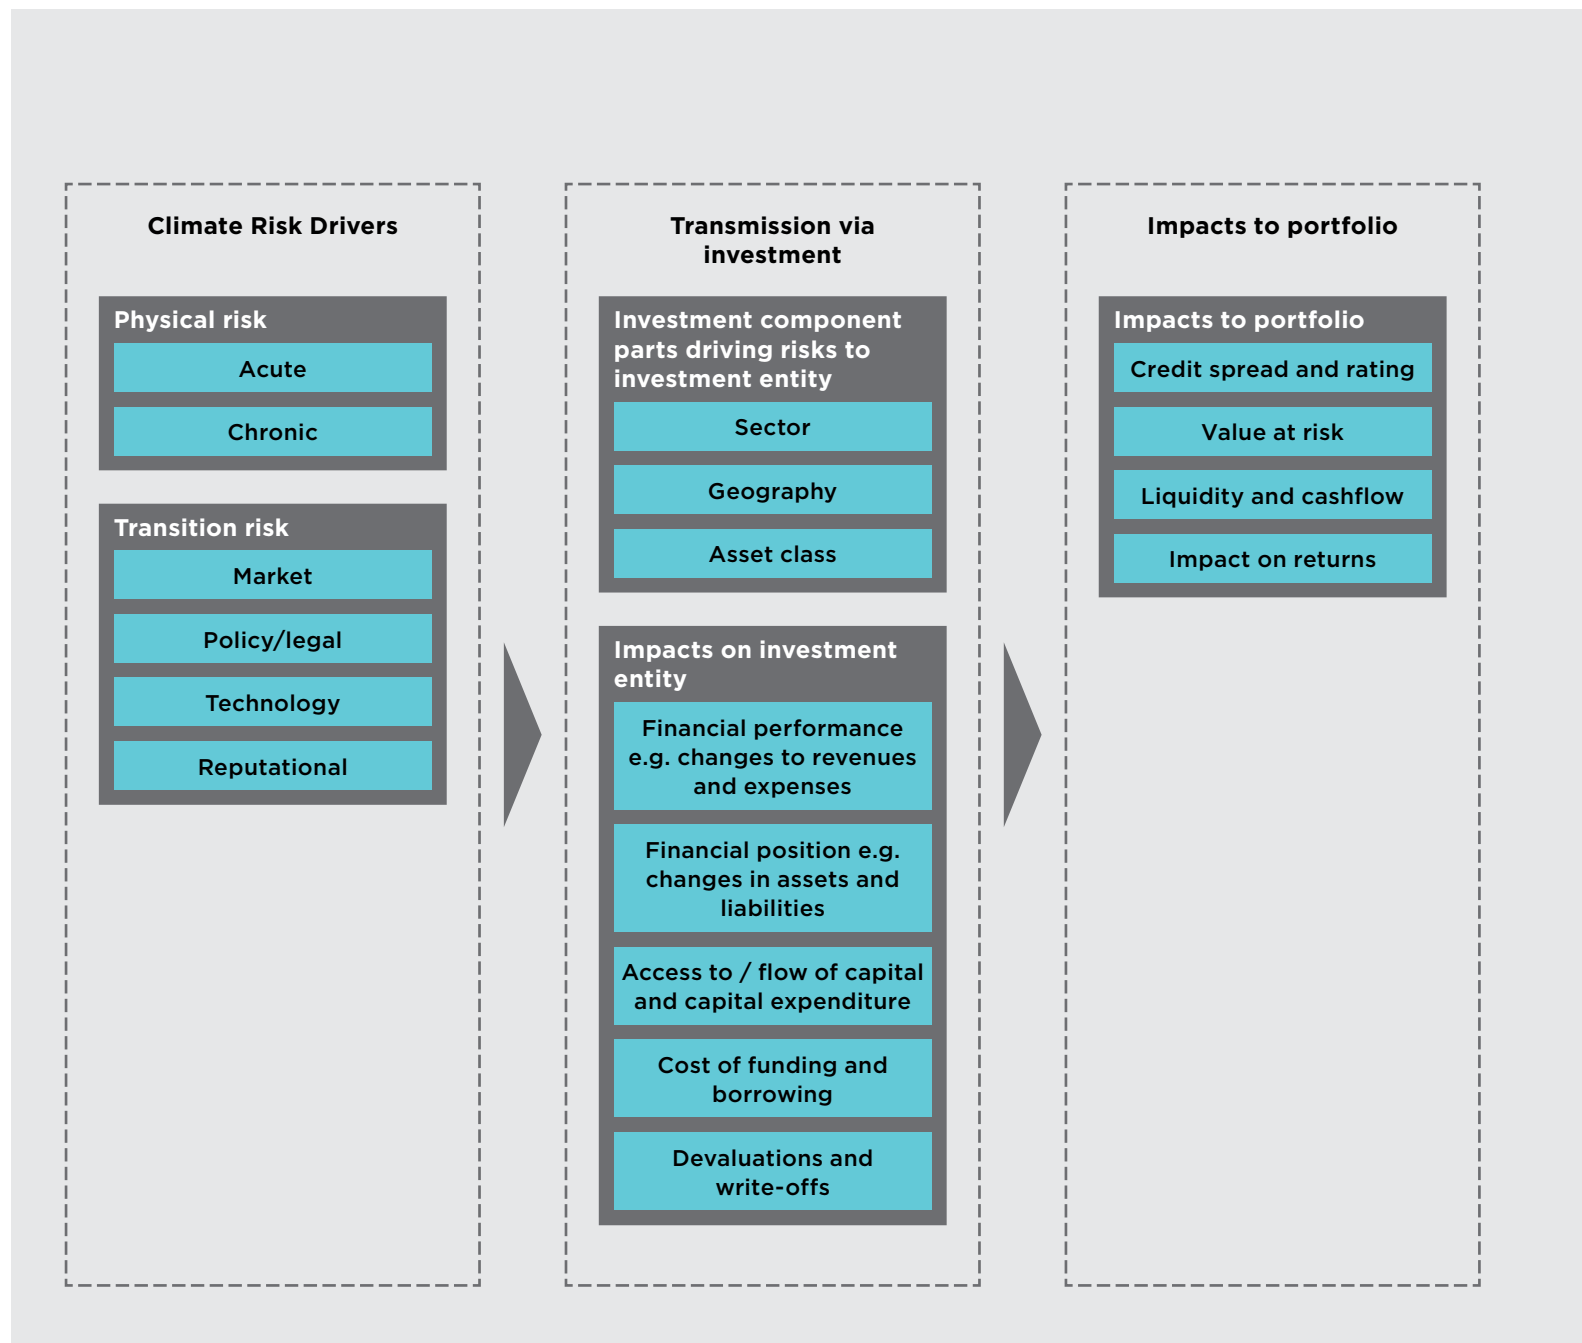 Climate Risk Drivers
Physical risk
Acute
Chronic
Transition risk
Market
Policy/legal
Technology
Reputational
Transmission via
investment
Investment component
parts driving risks to
investment entity
Sector
Geography
Asset class
Impacts on investment
entity
Financial performance
e.g. changes to revenues
and expenses
Financial position e.g.
changes in assets and
liabilities
Access to / flow of capital
and capital expenditure
Cost of funding and
borrowing
Devaluations and
write-offs
Impacts to portfolio
Impacts to portfolio
Credit spread and rating
Value at risk
Liquidity and cashflow
Impact on returns